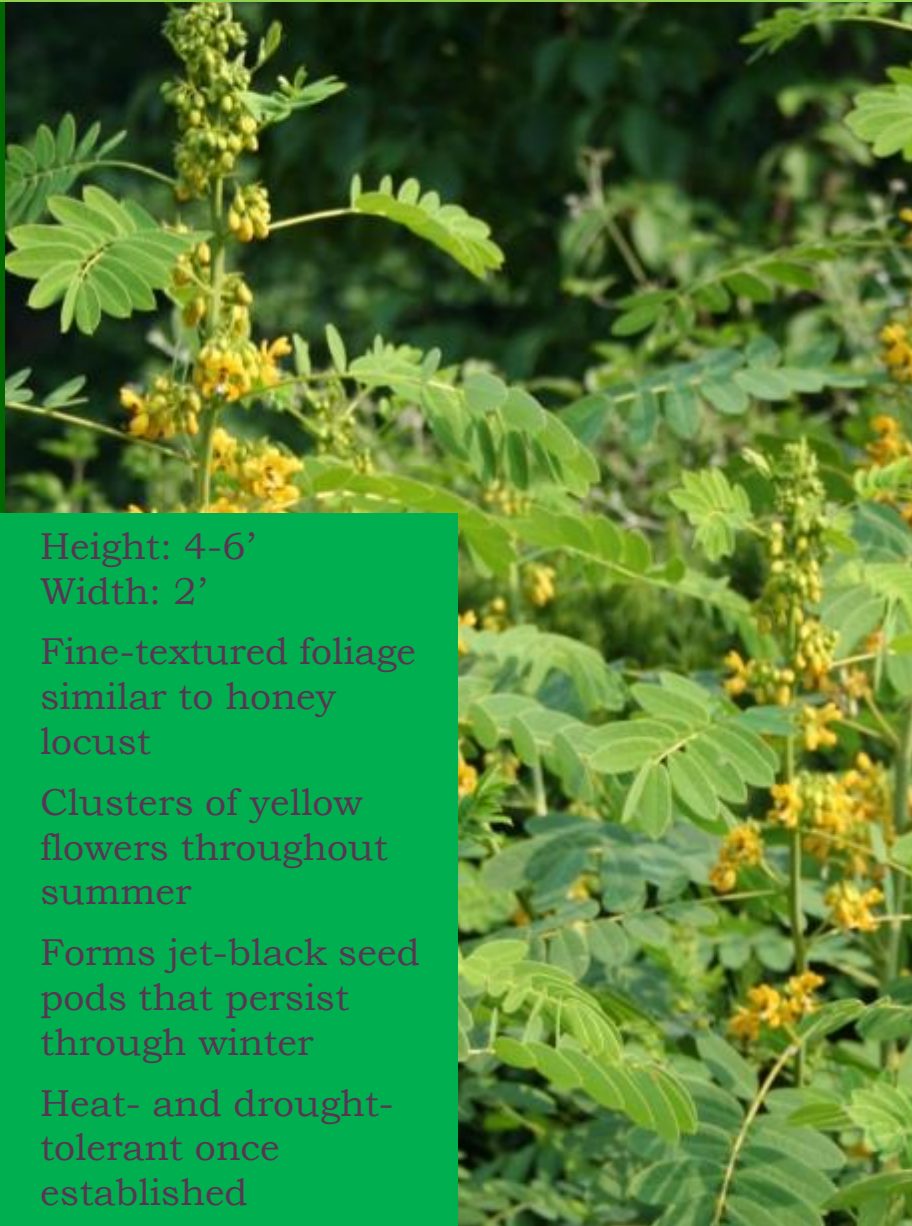 Height: 4-6’
Width: 2’
Fine-textured foliage
similar to honey
locust
Clusters of yellow
flowers throughout
summer
Forms jet-black seed
pods that persist
through winter
Heat- and drought-
tolerant once
established